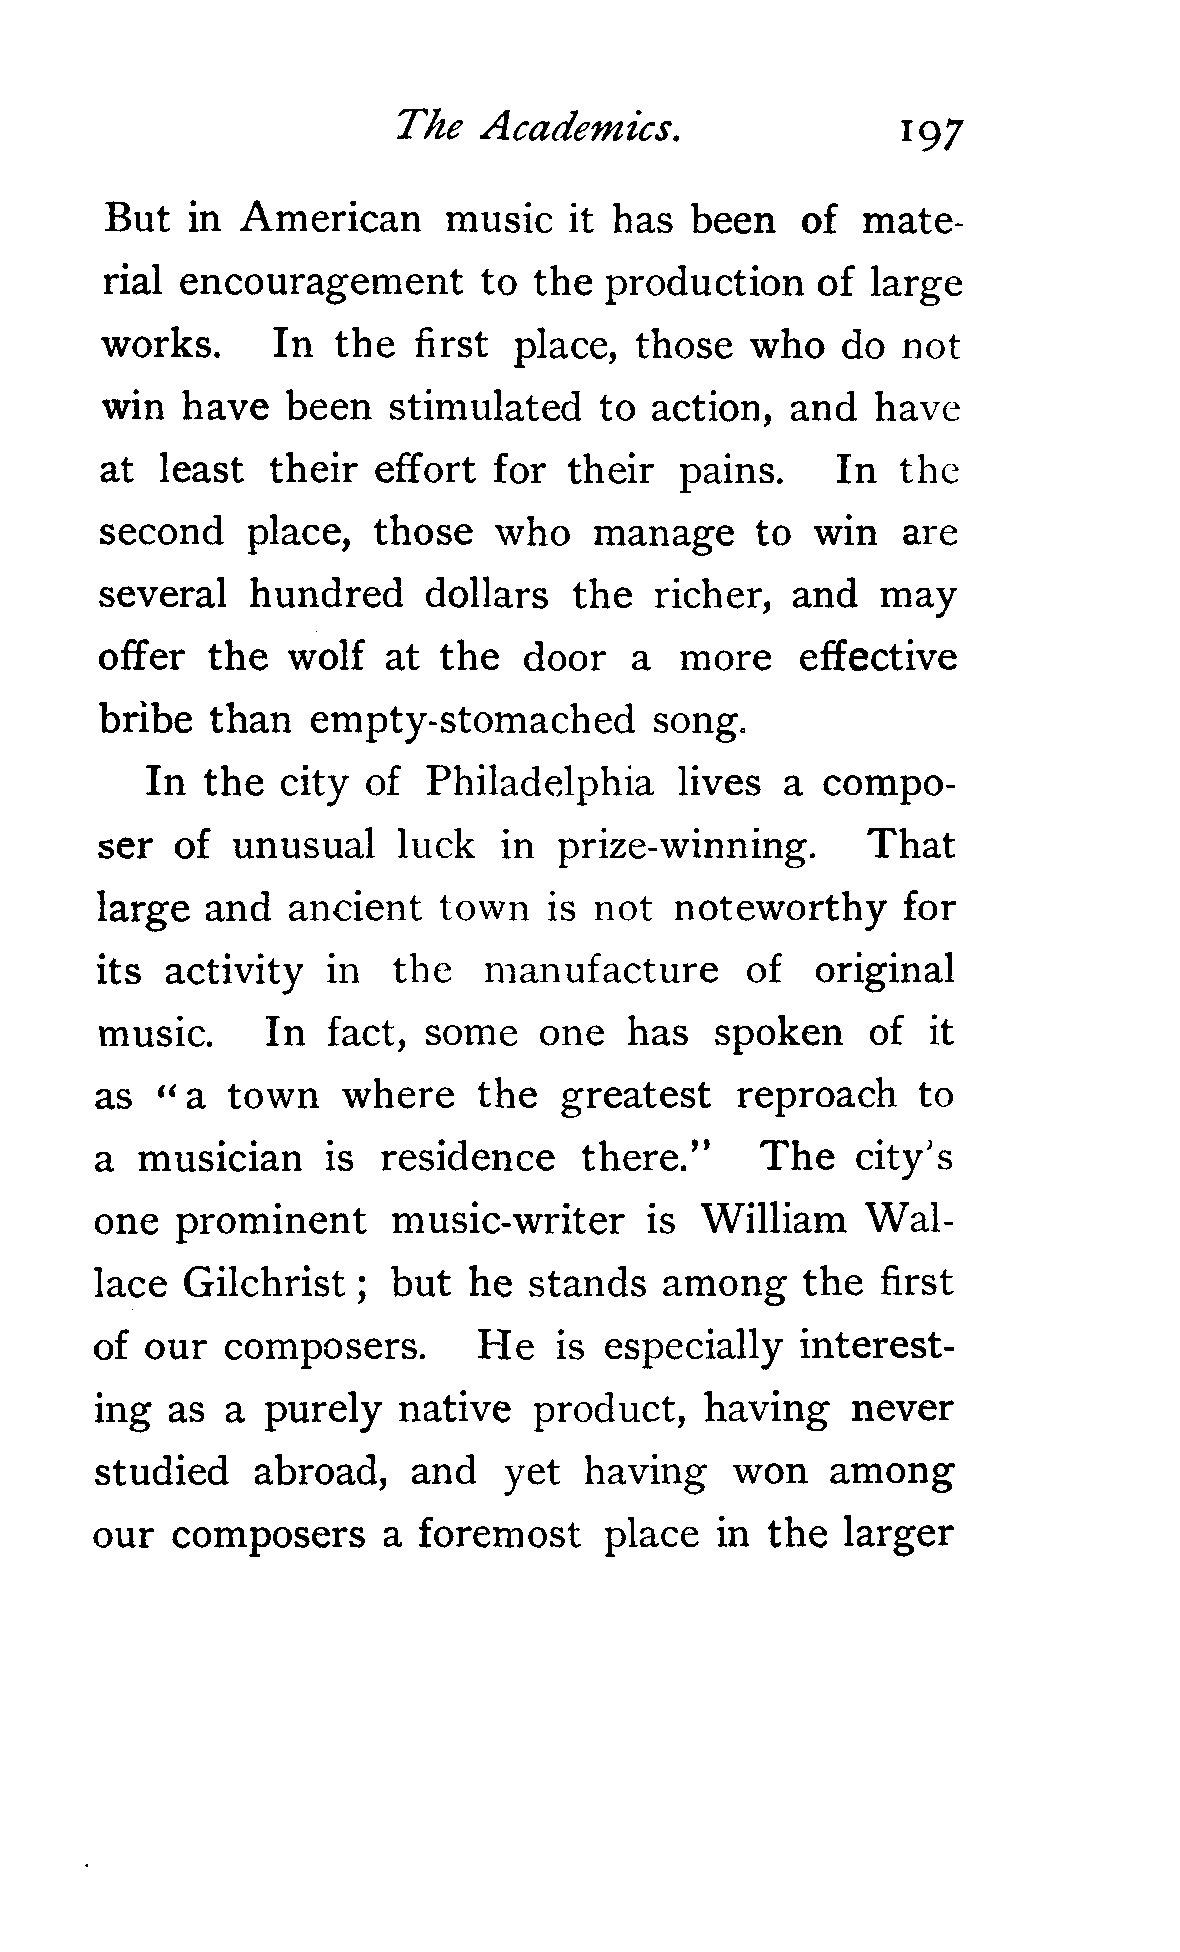 The Academics. 197
But in American music it has been of mate-
rial encouragement to the production of large
works. In the first place, those who do not
win have been stimulated to action, and have
at least their effort for their pains. In the
second place, those who manage to win are
several hundred dollars the richer, and may
offer the wolf at the door a more effective
bribe than empty-stomached song.
In the city of Philadelphia lives a compo-
ser of unusual luck in prize-winning. That
large and ancient town is not noteworthy for
its activity in the manufacture of original
music. In fact, some one has spoken of it
as "a town where the greatest reproach to
a musician is residence there." The city's
one prominent music-writer is William Wal-
lace Gilchrist; but he stands among the first
of our composers. He is especially interest-
ing as a purely native product, having never
studied abroad, and yet having won among
our composers a foremost place in the larger